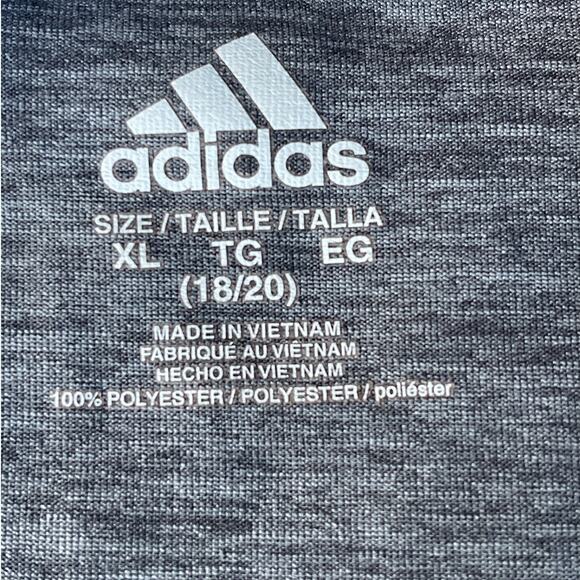 adidas
SIZE / TAILLE / TALLA
XL TG EG
(18/20)
MADE IN VIETNAM
FABRIQUÉ AU VIÊTNAM
HECHO EN VIETNAM
100% POLYESTER / POLYESTER / poliéster